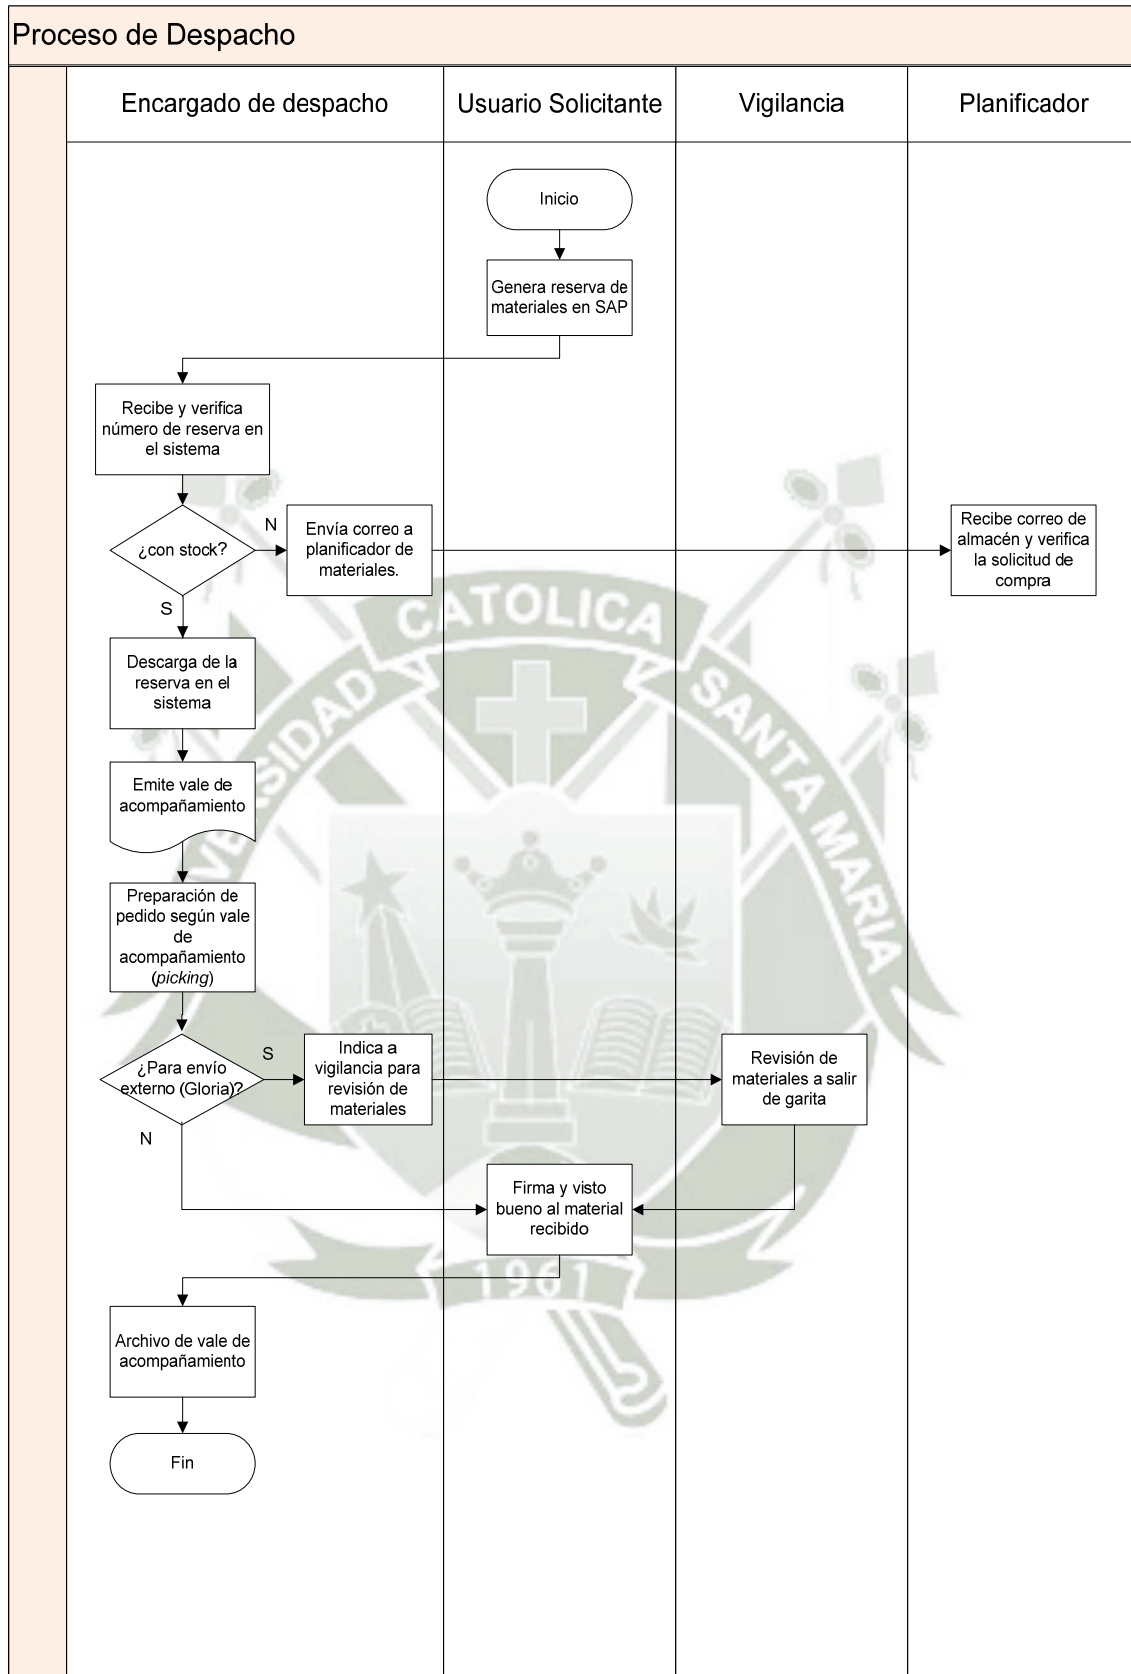 Proceso de Despacho
Encargado de despacho
Usuario Solicitante
Vigilancia
Planificador
Inicio
Genera reserva de
materiales en SAP
Recibe y verifica
número de reserva en
el sistema
¿con stock?
N
S
Envía correo a
planificador de
materiales.
Recibe correo de
almacén y verifica
la solicitud de
compra
Descarga de la
reserva en el
sistema
Emite vale de
acompañamiento
Preparación de
pedido según vale
de
acompañamiento
(picking)
¿Para envío
externo (Gloria)?
S
N
Indica a
vigilancia para
revisión de
materiales
Revisión de
materiales a salir
de garita
Firma y visto
bueno al material
recibido
Archivo de vale de
acompañamiento
Fin
CATOLICA
SANTA MARIA
1961